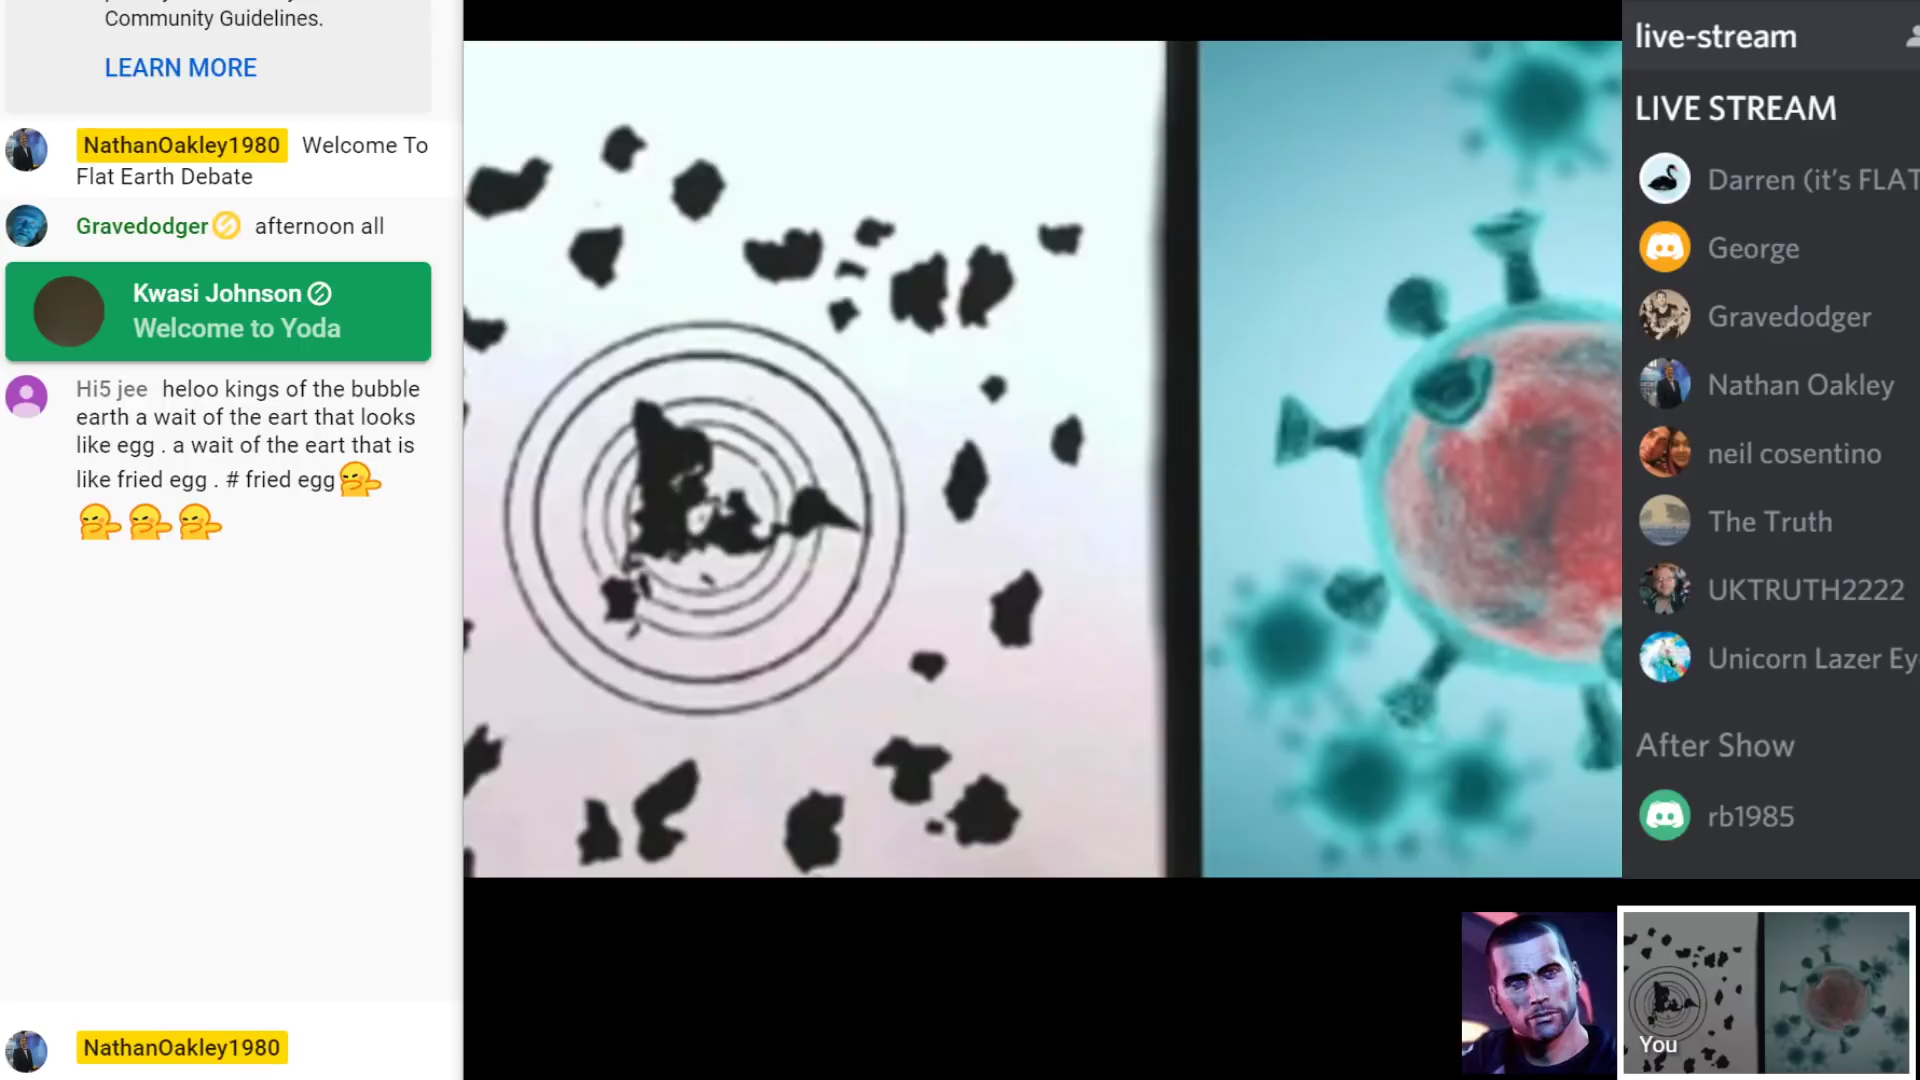 Community Guidelines.
LEARN MORE
NathanOakley1980 Welcome To
Flat Earth Debate
Gravedodger afternoon all
Kwasi Johnson
Welcome to Yoda
Hi5 jee heloo kings of the bubble
earth a wait of the eart that looks
like egg . a wait of the eart that is
like fried egg . # fried egg
NathanOakley1980
live-stream
LIVE STREAM
Darren (it's FLAT
George
Gravedodger
Nathan Oakley
neil cosentino
The Truth
UKTRUTH2222
Unicorn Lazer Ey
After Show
rb1985
You